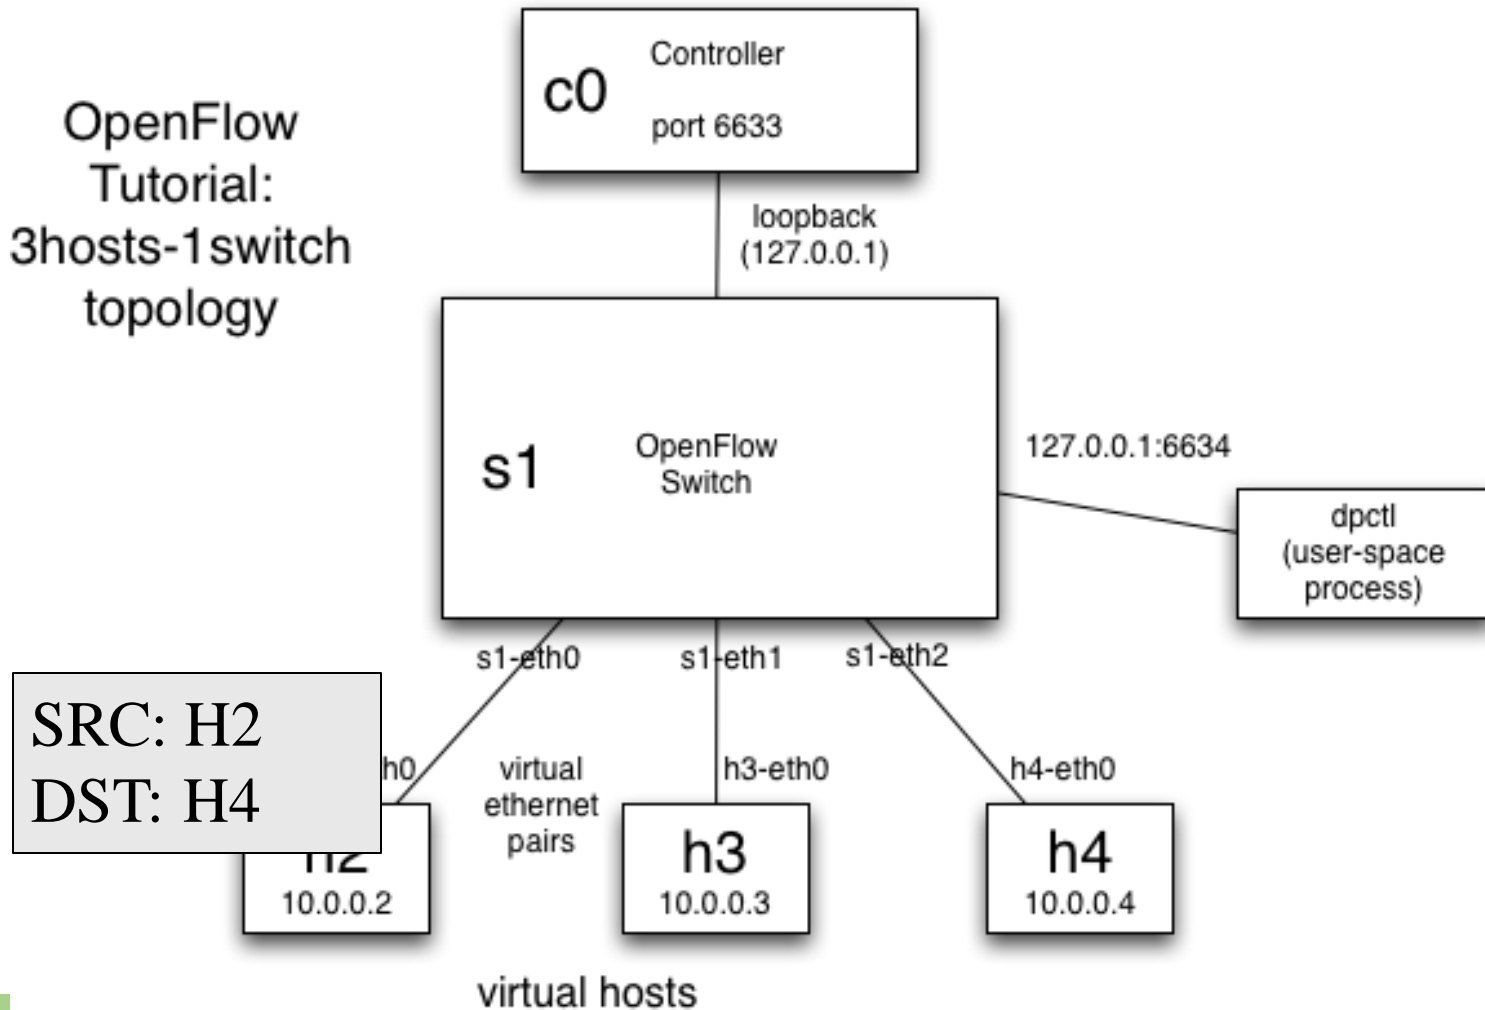 OpenFlow
Tutorial:
3hosts-1switch
topology
c0
Controller
port 6633
loopback
(127.0.0.1)
s1
OpenFlow
Switch
127.0.0.1:6634
dpctl
(user-space
process)
s1-eth0
s1-eth1
s1-eth2
SRC: H2
DST: H4
h0
virtual
ethernet
pairs
h3-eth0
h4-eth0
h2
10.0.0.2
h3
10.0.0.3
h4
10.0.0.4
virtual hosts